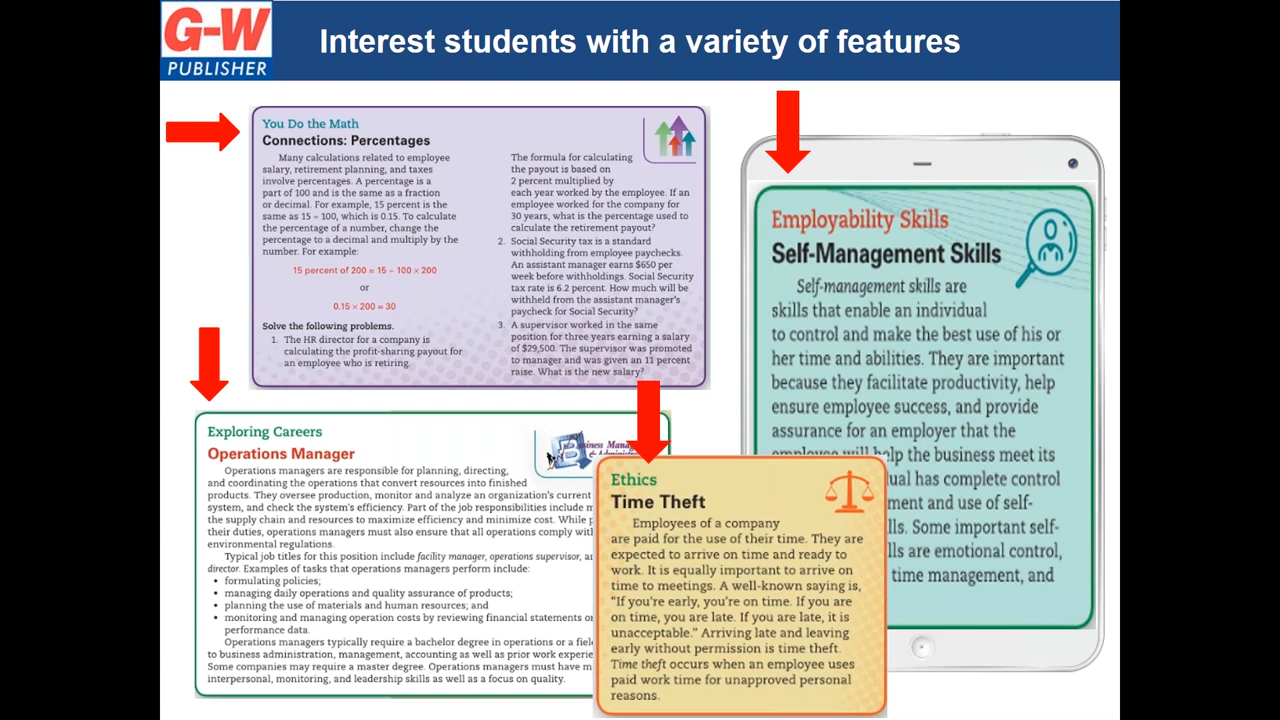 G-W
PUBLISHER
Interest students with a variety of features
You Do the Math
Connections: Percentages
Many calculations related to employee
salary, retirement planning, and taxes
involve percentages. A percentage is a
part of 100 and is the same as a fraction
or decimal. For example, 15 percent is the
same as 15 ÷ 100, which is 0.15. To calculate
the percentage of a number, change the
percentage to a decimal and multiply by the
number. For example:
15 percent of 200 = 15 ÷ 100 × 200
or
0.15 × 200 = 30
Solve the following problems.
1. The HR director for a company is
calculating the profit-sharing payout for
an employee who is retiring.
The formula for calculating
the payout is based on
2 percent multiplied by
each year worked by the employee. If an
employee worked for the company for
30 years, what is the percentage used to
calculate the retirement payout?
2. Social Security tax is a standard
withholding from employee paychecks.
An assistant manager earns $650 per
week before withholdings. Social Security
tax rate is 6.2 percent. How much will be
withheld from the assistant manager's
paycheck for Social Security?
3. A supervisor worked in the same
position for three years earning a salary
of $29,500. The supervisor was promoted
to manager and was given an 11 percent
raise. What is the new salary?
Employability Skills
Self-Management Skills
Self-management skills are
skills that enable an individual
to control and make the best use of his or
her time and abilities. They are important
because they facilitate productivity, help
ensure employee success, and provide
assurance for an employer that the
employee will help the business meet its
has complete control
and use of self-
Some important self-
are emotional control,
time management, and
Exploring Careers
Operations Manager
Operations managers are responsible for planning, directing,
and coordinating the operations that convert resources into finished
products. They oversee production, monitor and analyze an organization's current
system, and check the system's efficiency. Part of the job responsibilities include
the supply chain and resources to maximize efficiency and minimize cost. While
their duties, operations managers must also ensure that all operations comply
environmental regulations.
Typical job titles for this position include facility manager, operations supervisor,
director. Examples of tasks that operations managers perform include:
• formulating policies;
• managing daily operations and quality assurance of products;
• planning the use of materials and human resources; and
• monitoring and managing operation costs by reviewing financial statements
performance data.
Operations managers typically require a bachelor degree in operations or a
to business administration, management, accounting as well as prior work
Some companies may require a master degree. Operations managers must have
interpersonal, monitoring, and leadership skills as well as a focus on quality.
Ethics
Time Theft
Employees of a company
are paid for the use of their time. They are
expected to arrive on time and ready to
work. It is equally important to arrive on
time to meetings. A well-known saying is,
"If you're early, you're on time. If you are
on time, you are late. If you are late, it is
unacceptable." Arriving late and leaving
early without permission is time theft.
Time theft occurs when an employee uses
paid work time for unapproved personal
reasons.